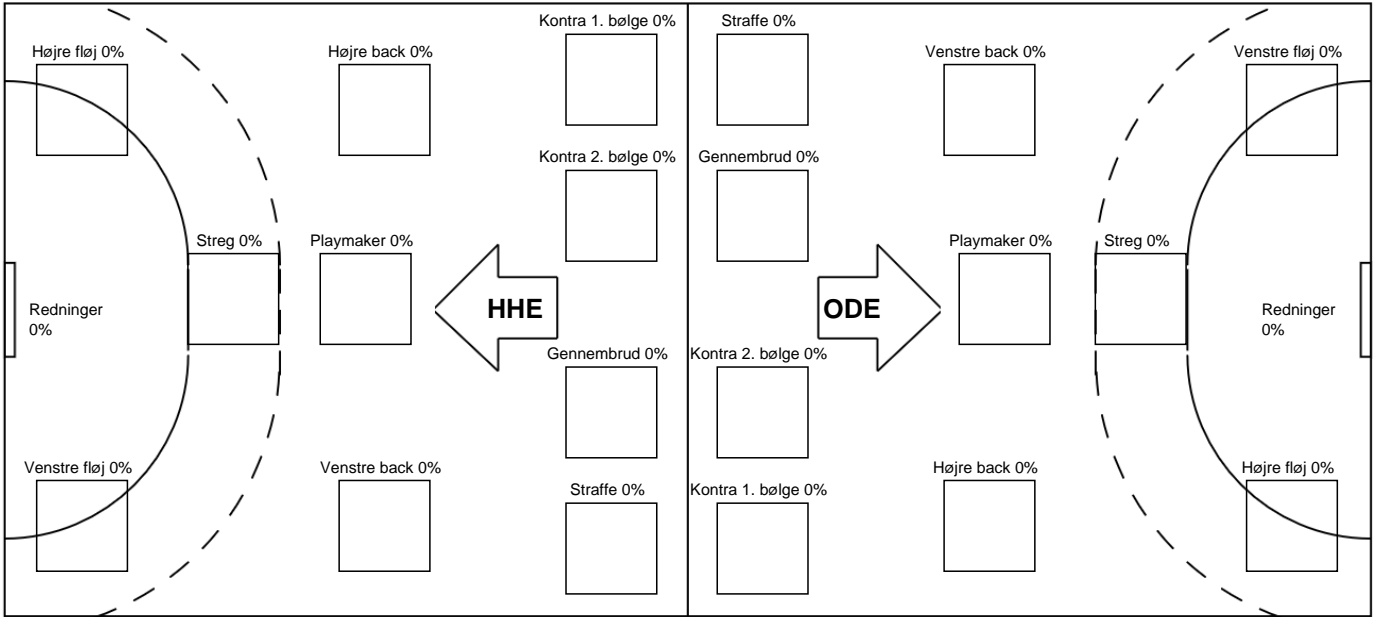 Kontra 1. bølge 0%
Straffe 0%
Højre fløj 0%
Højre back 0%
Venstre back 0%
Venstre fløj 0%
Kontra 2. bølge 0%
Gennembrud 0%
Streg 0%
Playmaker 0%
Playmaker 0%
Streg 0%
Redninger
0%
HHE
ODE
Redninger
0%
Gennembrud 0%
Kontra 2. bølge 0%
Venstre fløj 0%
Venstre back 0%
Højre back 0%
Højre fløj 0%
Straffe 0%
Kontra 1. bølge 0%